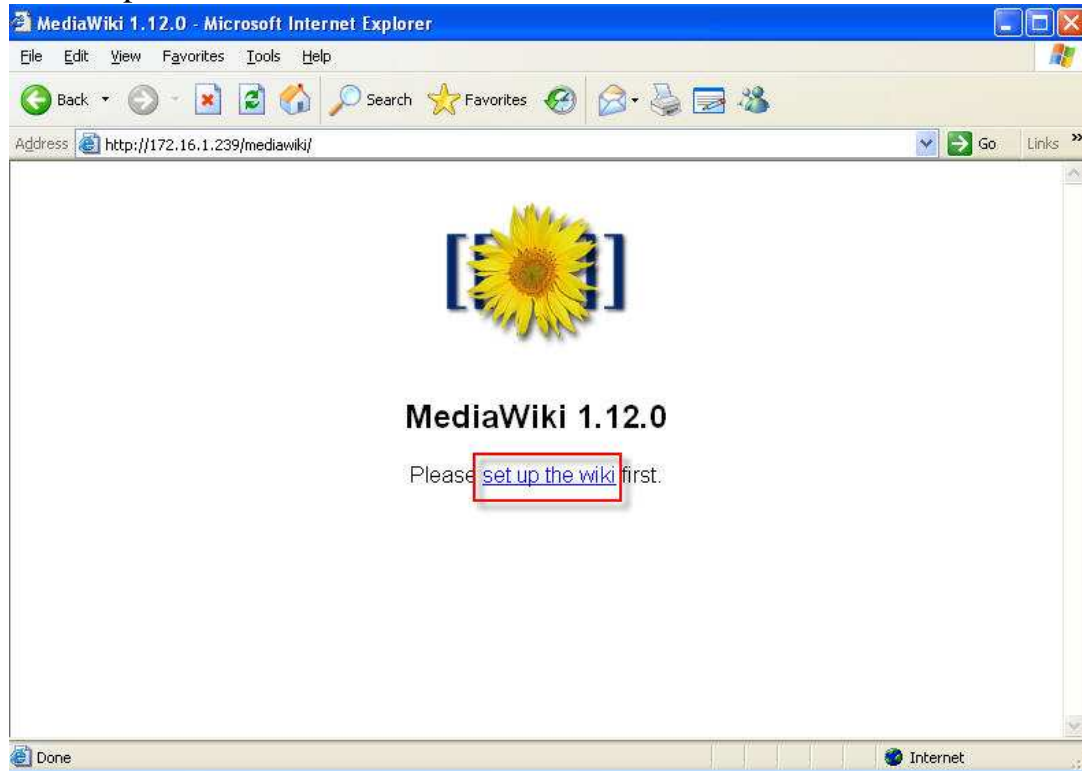 MediaWiki 1.12.0 - Microsoft Internet Explorer
File Edit View Favorites Tools Help
Back Search Favorites
Address http://172.16.1.239/mediawiki/ Go Links »
MediaWiki 1.12.0
Please set up the wiki first.
Done Internet